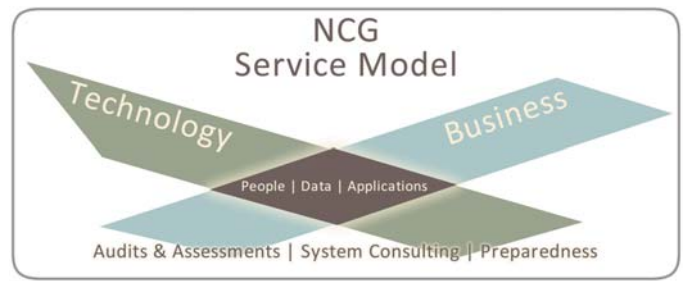 NCG
Service Model
Technology
Business
People | Data | Applications
Audits & Assessments | System Consulting | Preparedness